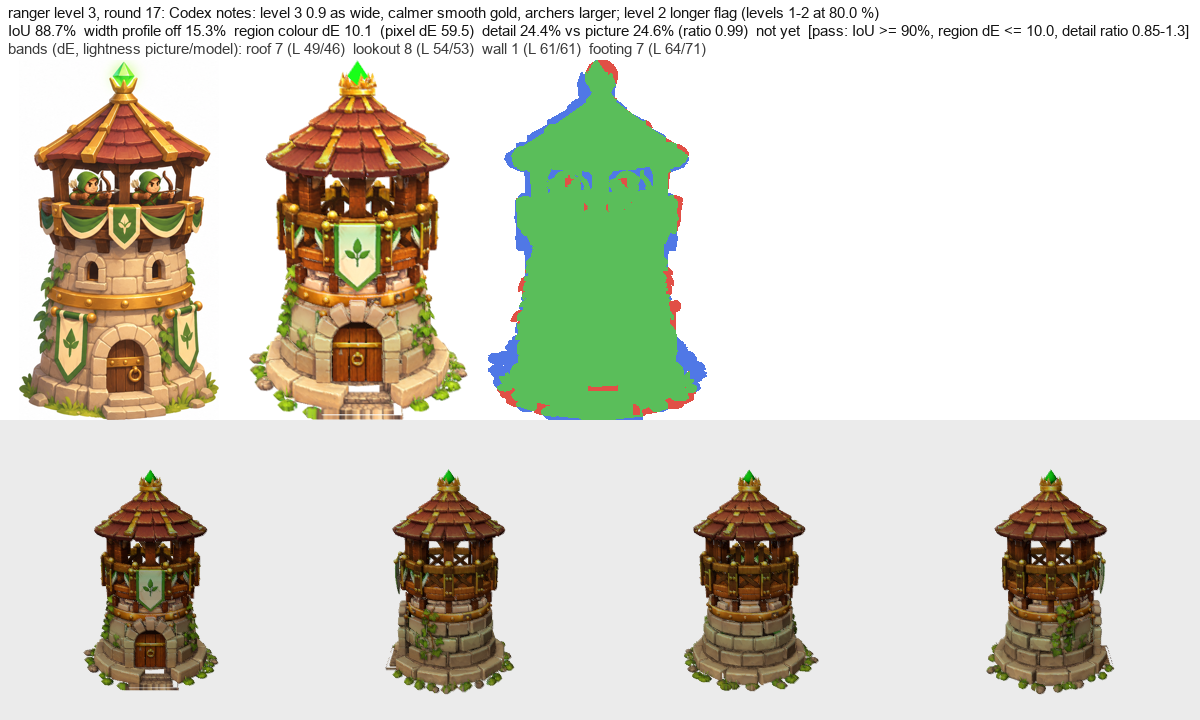 ranger level 3, round 17: Codex notes: level 3 0.9 as wide, calmer smooth gold, archers larger; level 2 longer flag (levels 1-2 at 80.0 %)
IoU 88.7%  width profile off 15.3%  region colour dE 10.1  (pixel dE 59.5)  detail 24.4% vs picture 24.6% (ratio 0.99)  not yet  [pass: IoU >= 90%, region dE <= 10.0, detail ratio 0.85-1.3]
bands (dE, lightness picture/model): roof 7 (L 49/46)  lookout 8 (L 54/53)  wall 1 (L 61/61)  footing 7 (L 64/71)